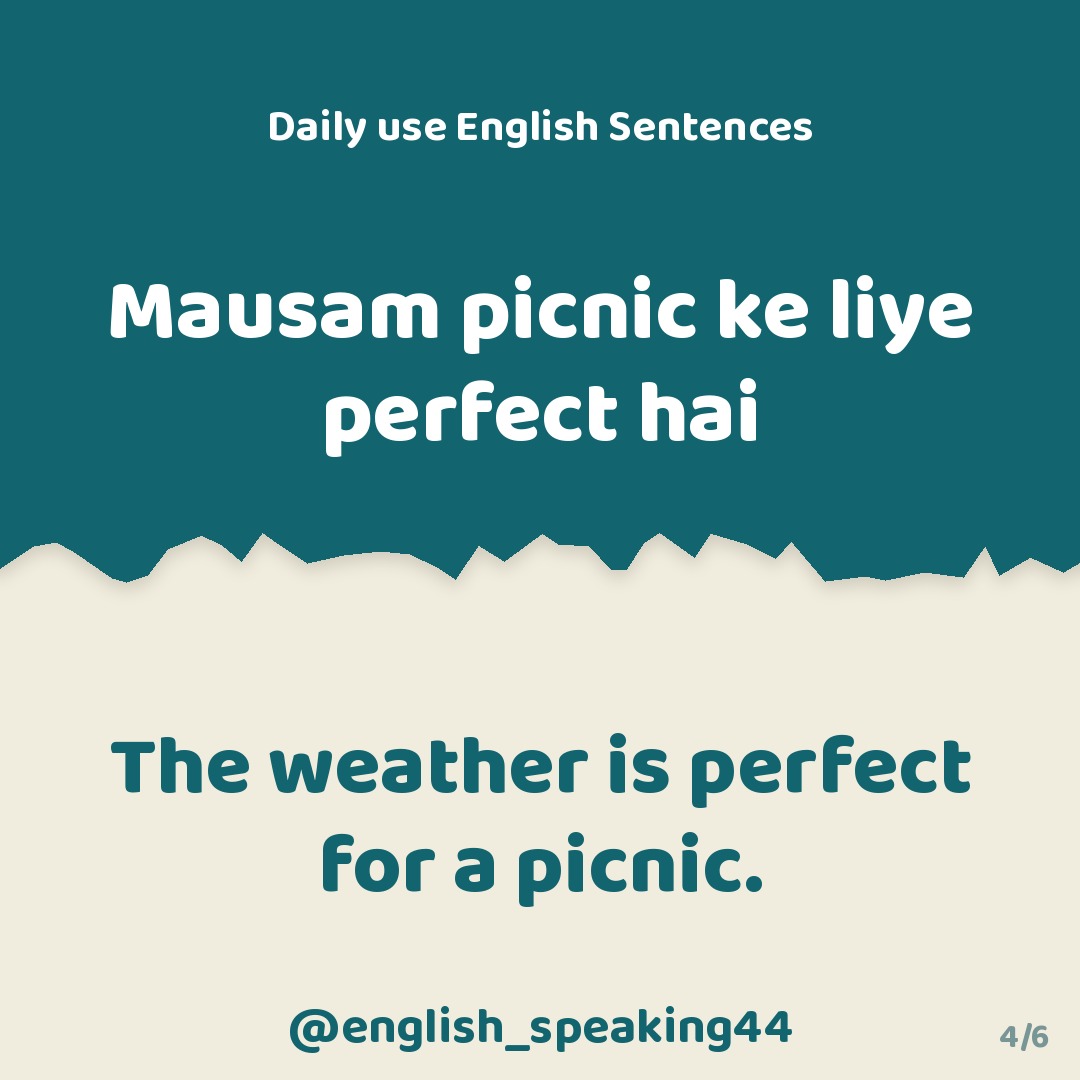 Daily use English Sentences
Mausam picnic ke liye
perfect hai
The weather is perfect
for a picnic.
@english_speaking44
4/6